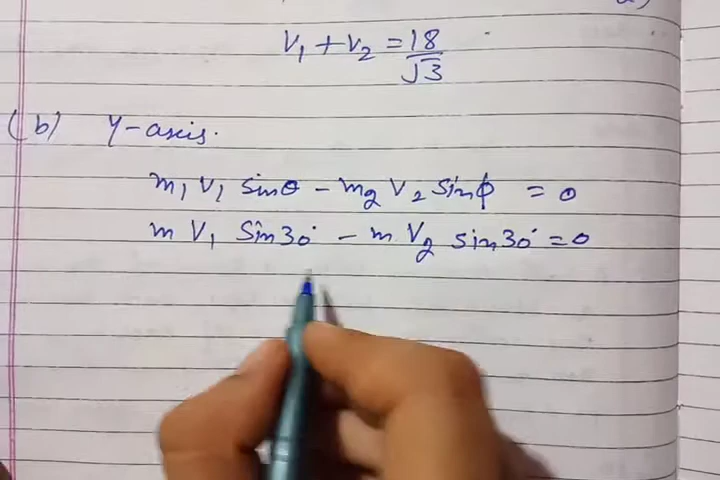 V₁ + V₂ = 18/√3
(b) Y-axis.
m₁ V₁ sinθ - m₂ V₂ sinϕ = 0
m V₁ Sin30° - m V₂ sin30° = 0